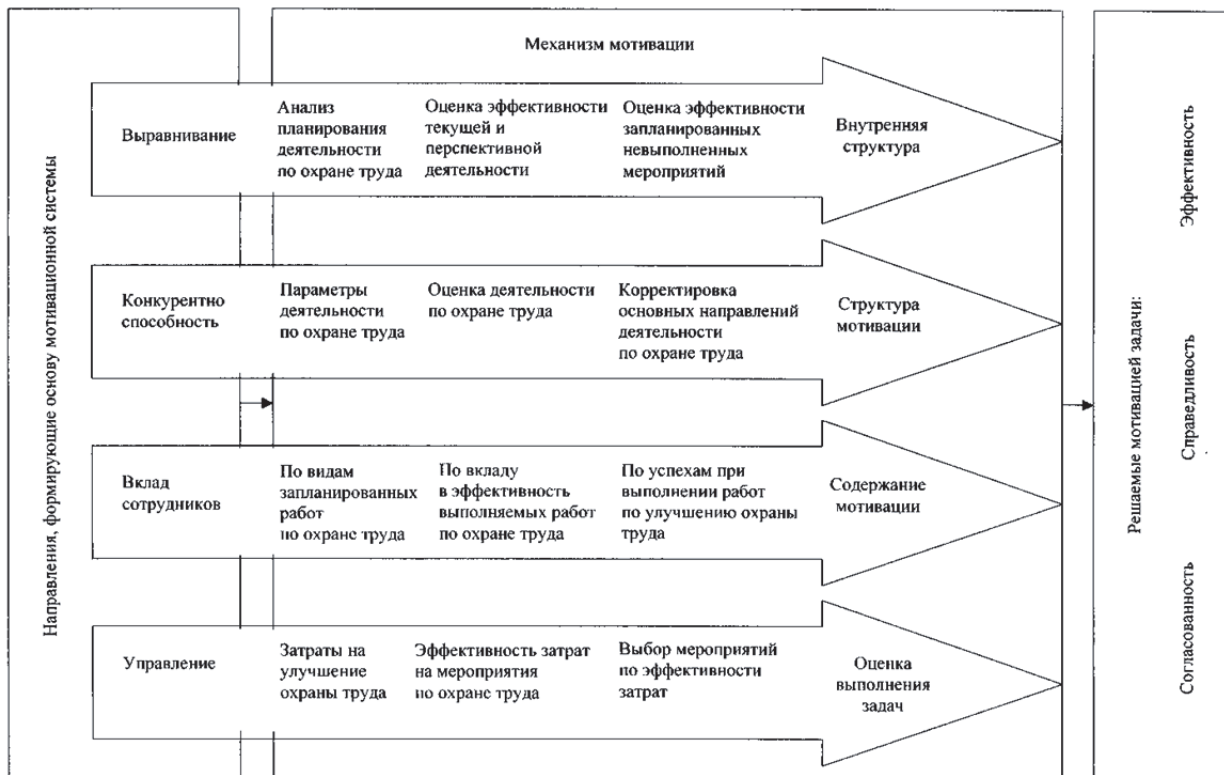 Направления, формирующие основу мотивационной системы
Механизм мотивации
Выравнивание
Анализ
планирования
деятельности
по охране труда
Оценка эффективности
текущей и
перспективной
деятельности
Оценка эффективности
запланированных
невыполненных
мероприятий
Внутренняя
структура
Конкурентно
способность
Параметры
деятельности
по охране труда
Оценка деятельности
по охране труда
Корректировка
основных направлений
деятельности
по охране труда
Структура
мотивации
Вклад
сотрудников
По видам
запланированных
работ
по охране труда
По вкладу
в эффективность
выполняемых работ
по охране труда
По успехам при
выполнении работ
по улучшению охраны
труда
Содержание
мотивации
Управление
Затраты на
улучшение
охраны труда
Эффективность затрат
на мероприятия
по охране труда
Выбор мероприятий
по эффективности
затрат
Оценка
выполнения
задач
Решаемые мотивацией задачи:
Эффективность
Справедливость
Согласованность